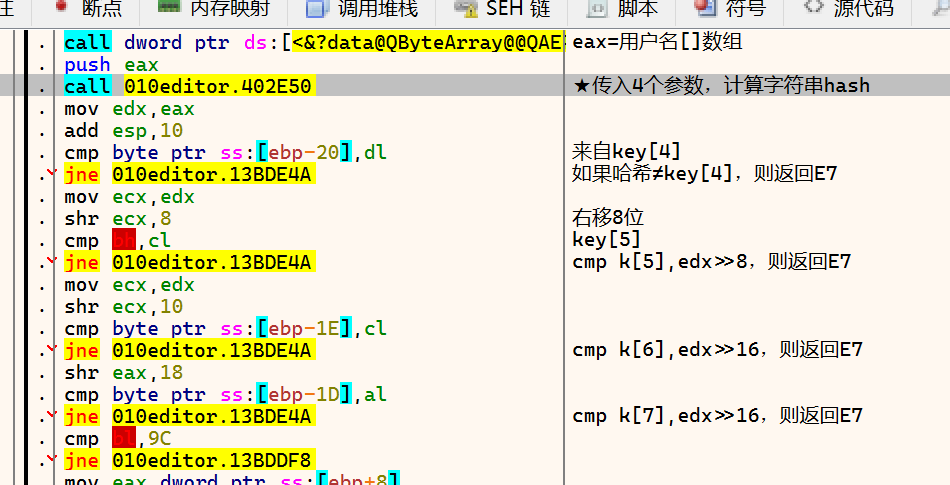 注 断点 内存映射 调用堆栈 SEH 链 脚本 符号 源代码
call dword ptr ds:[<&?data@QByteArray@@QAE eax=用户名[]数组
push eax
call 010editor.402E50 ★传入4个参数，计算字符串hash
mov edx,eax
add esp,10
cmp byte ptr ss:[ebp-20],dl 来自key[4]
jne 010editor.13BDE4A 如果哈希≠key[4]，则返回E7
mov ecx,edx
shr ecx,8 右移8位
cmp bh,cl key[5]
jne 010editor.13BDE4A cmp k[5],edx>>8，则返回E7
mov ecx,edx
shr ecx,10
cmp byte ptr ss:[ebp-1E],cl
jne 010editor.13BDE4A cmp k[6],edx>>16，则返回E7
shr eax,18
cmp byte ptr ss:[ebp-1D],al
jne 010editor.13BDE4A cmp k[7],edx>>16，则返回E7
cmp bl,9C
jne 010editor.13BDDF8
mov eax,dword ptr ss:[ebp+8]